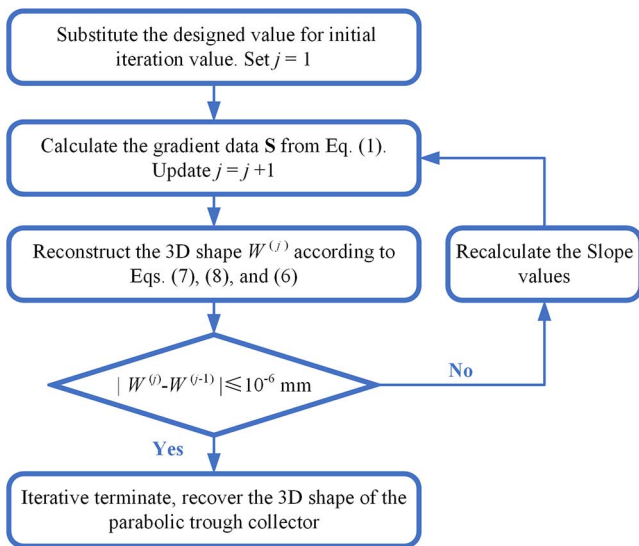 Substitute the designed value for initial
iteration value. Set j = 1
Calculate the gradient data S from Eq. (1).
Update j = j +1
Reconstruct the 3D shape W⁽ʲ⁾ according to
Eqs. (7), (8), and (6)
Recalculate the Slope
values
| W⁽ʲ⁾-W⁽ʲ⁻¹⁾ |≤10⁻⁶ mm
No
Yes
Iterative terminate, recover the 3D shape of the
parabolic trough collector